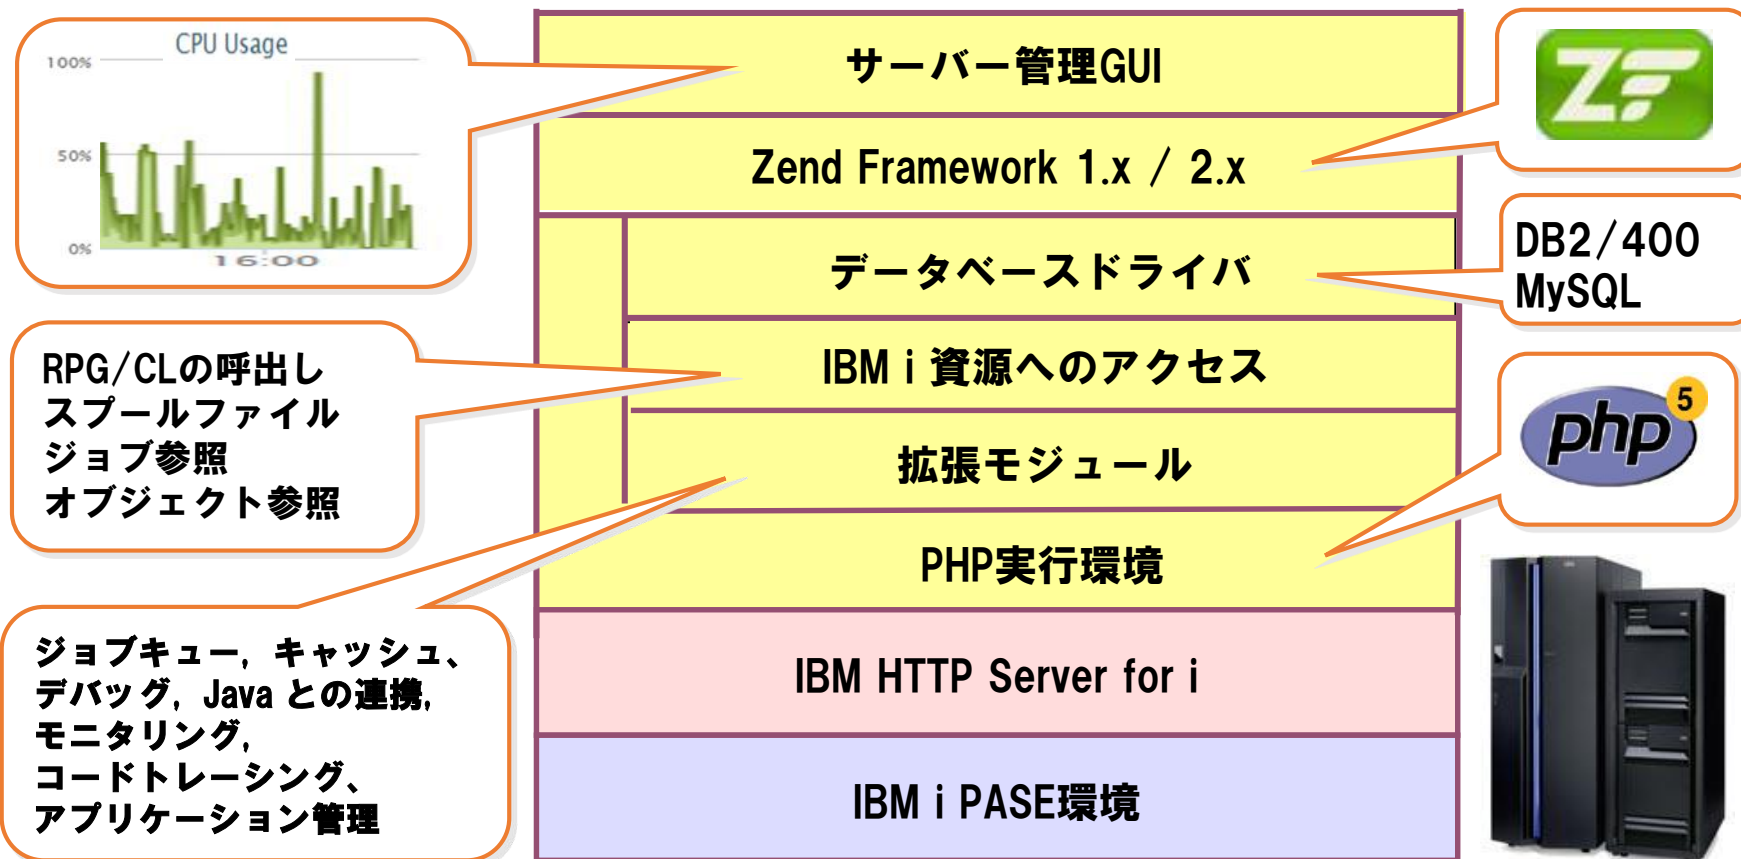 CPU Usage
100%
50%
0%
16:00
サーバー管理GUI
Zend Framework 1.x / 2.x
データベースドライバ
IBM i 資源へのアクセス
拡張モジュール
PHP実行環境
IBM HTTP Server for i
IBM i PASE環境
RPG/CLの呼出し
スプールファイル
ジョブ参照
オブジェクト参照
ジョブキュー, キャッシュ、
デバッグ, Java との連携,
モニタリング,
コードトレーシング、
アプリケーション管理
ZF
DB2/400
MySQL
php
5